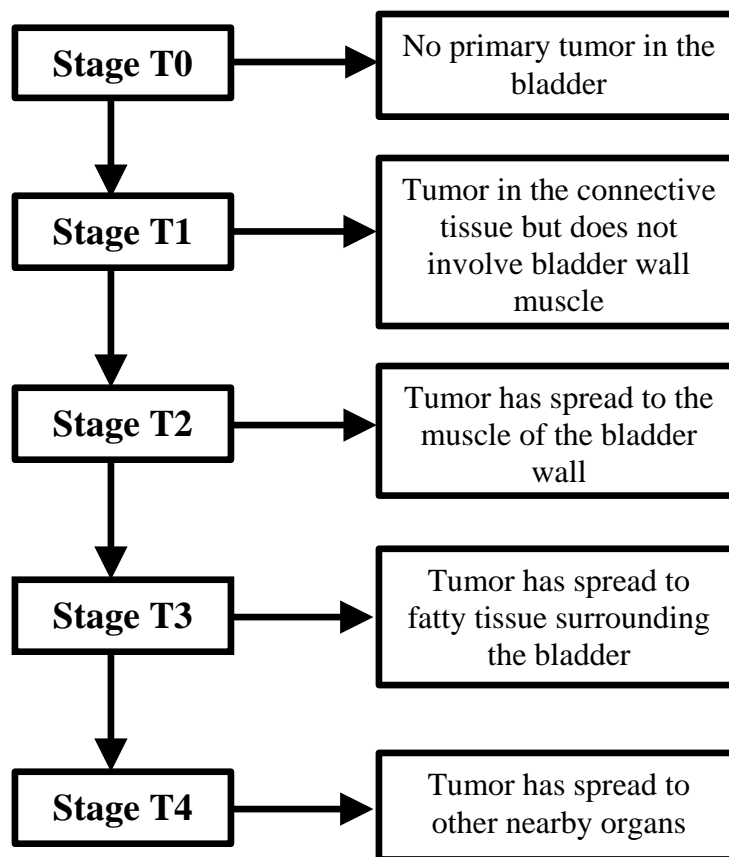 Stage T0
No primary tumor in the
bladder
Stage T1
Tumor in the connective
tissue but does not
involve bladder wall
muscle
Stage T2
Tumor has spread to the
muscle of the bladder
wall
Stage T3
Tumor has spread to
fatty tissue surrounding
the bladder
Stage T4
Tumor has spread to
other nearby organs